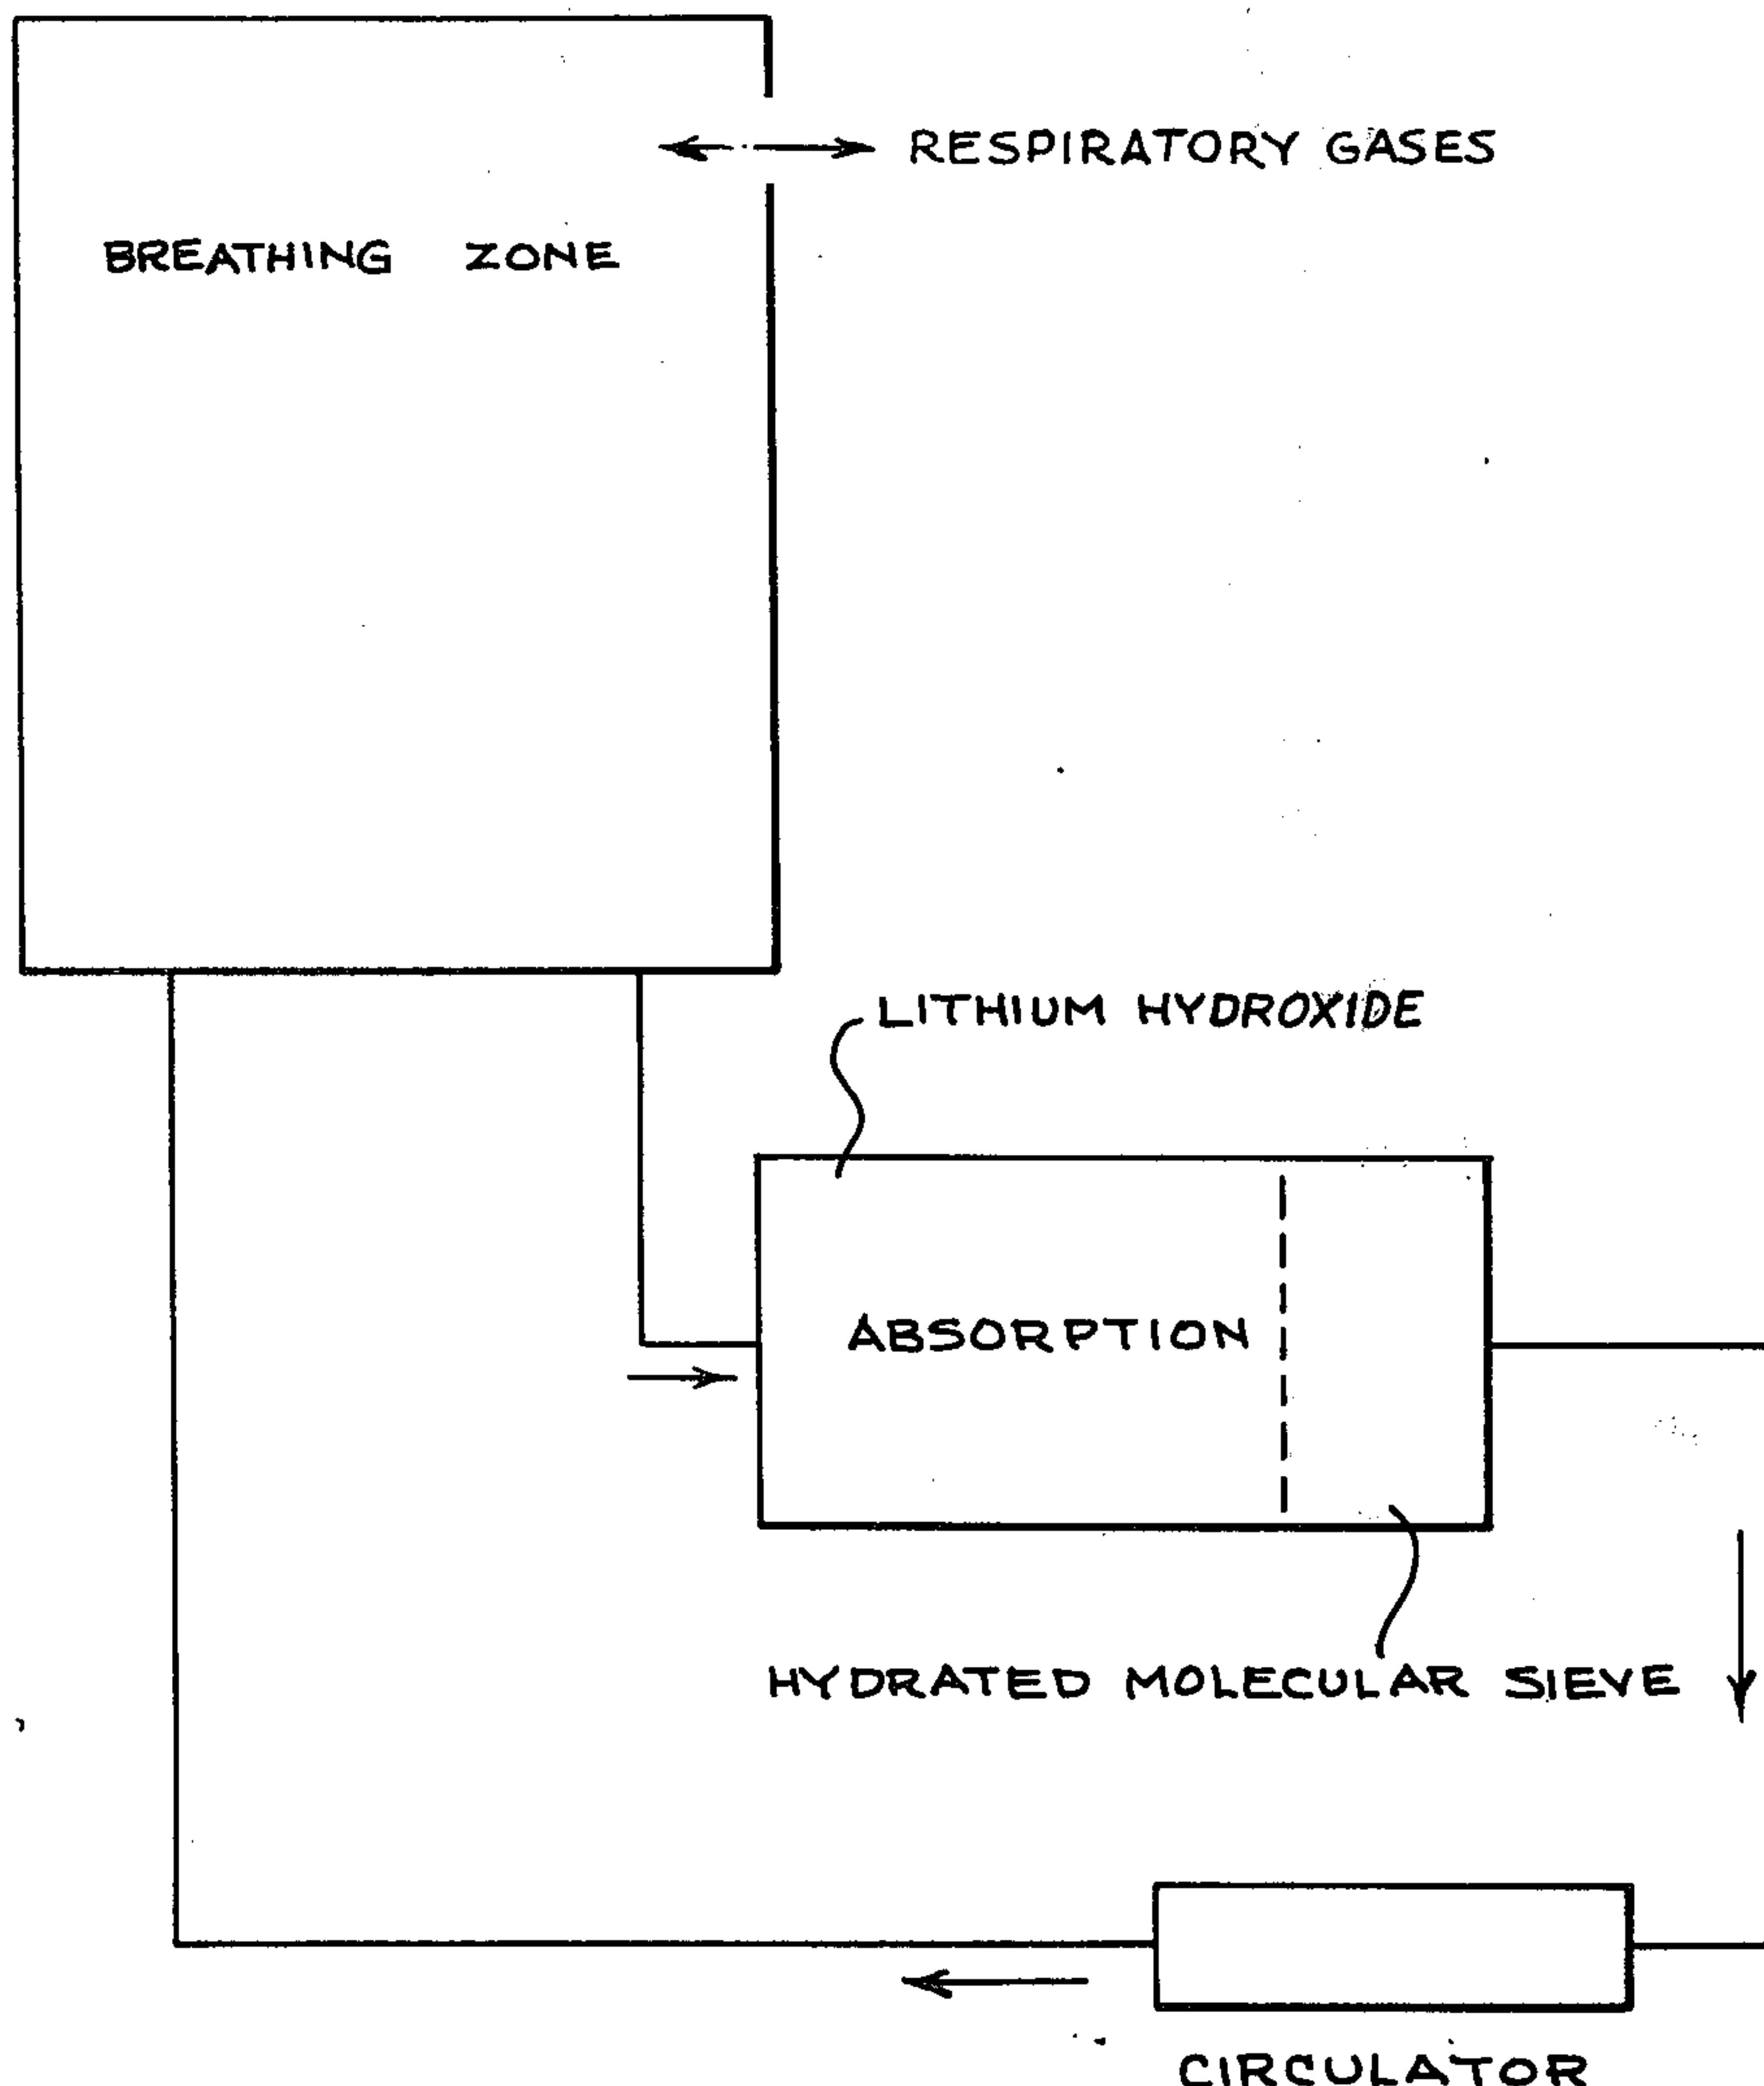 RESPIRATORY GASES
BREATHING ZONE
LITHIUM HYDROXIDE
ABSORPTION
HYDRATED MOLECULAR SIEVE
CIRCULATOR